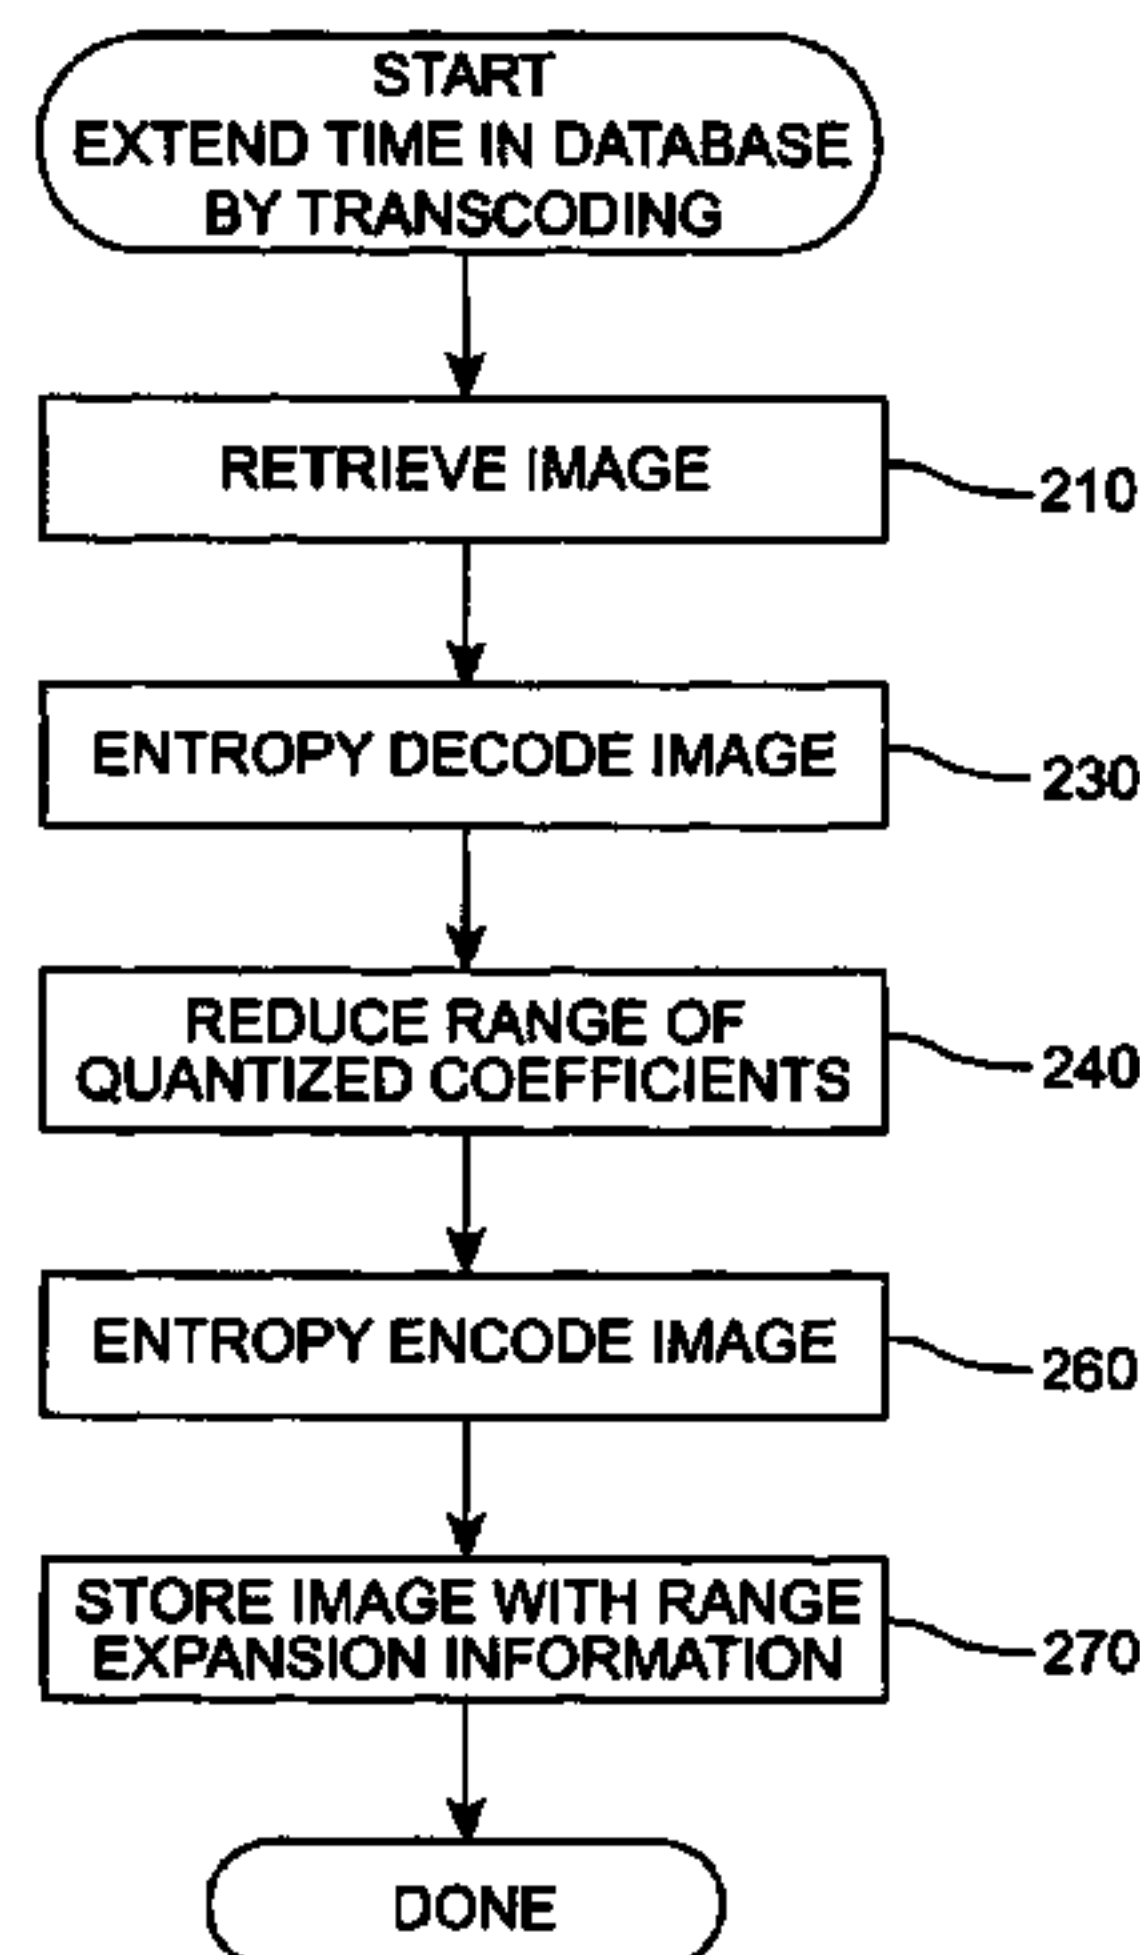 START
EXTEND TIME IN DATABASE
BY TRANSCODING
RETRIEVE IMAGE
210
ENTROPY DECODE IMAGE
230
REDUCE RANGE OF
QUANTIZED COEFFICIENTS
240
ENTROPY ENCODE IMAGE
260
STORE IMAGE WITH RANGE
EXPANSION INFORMATION
270
DONE